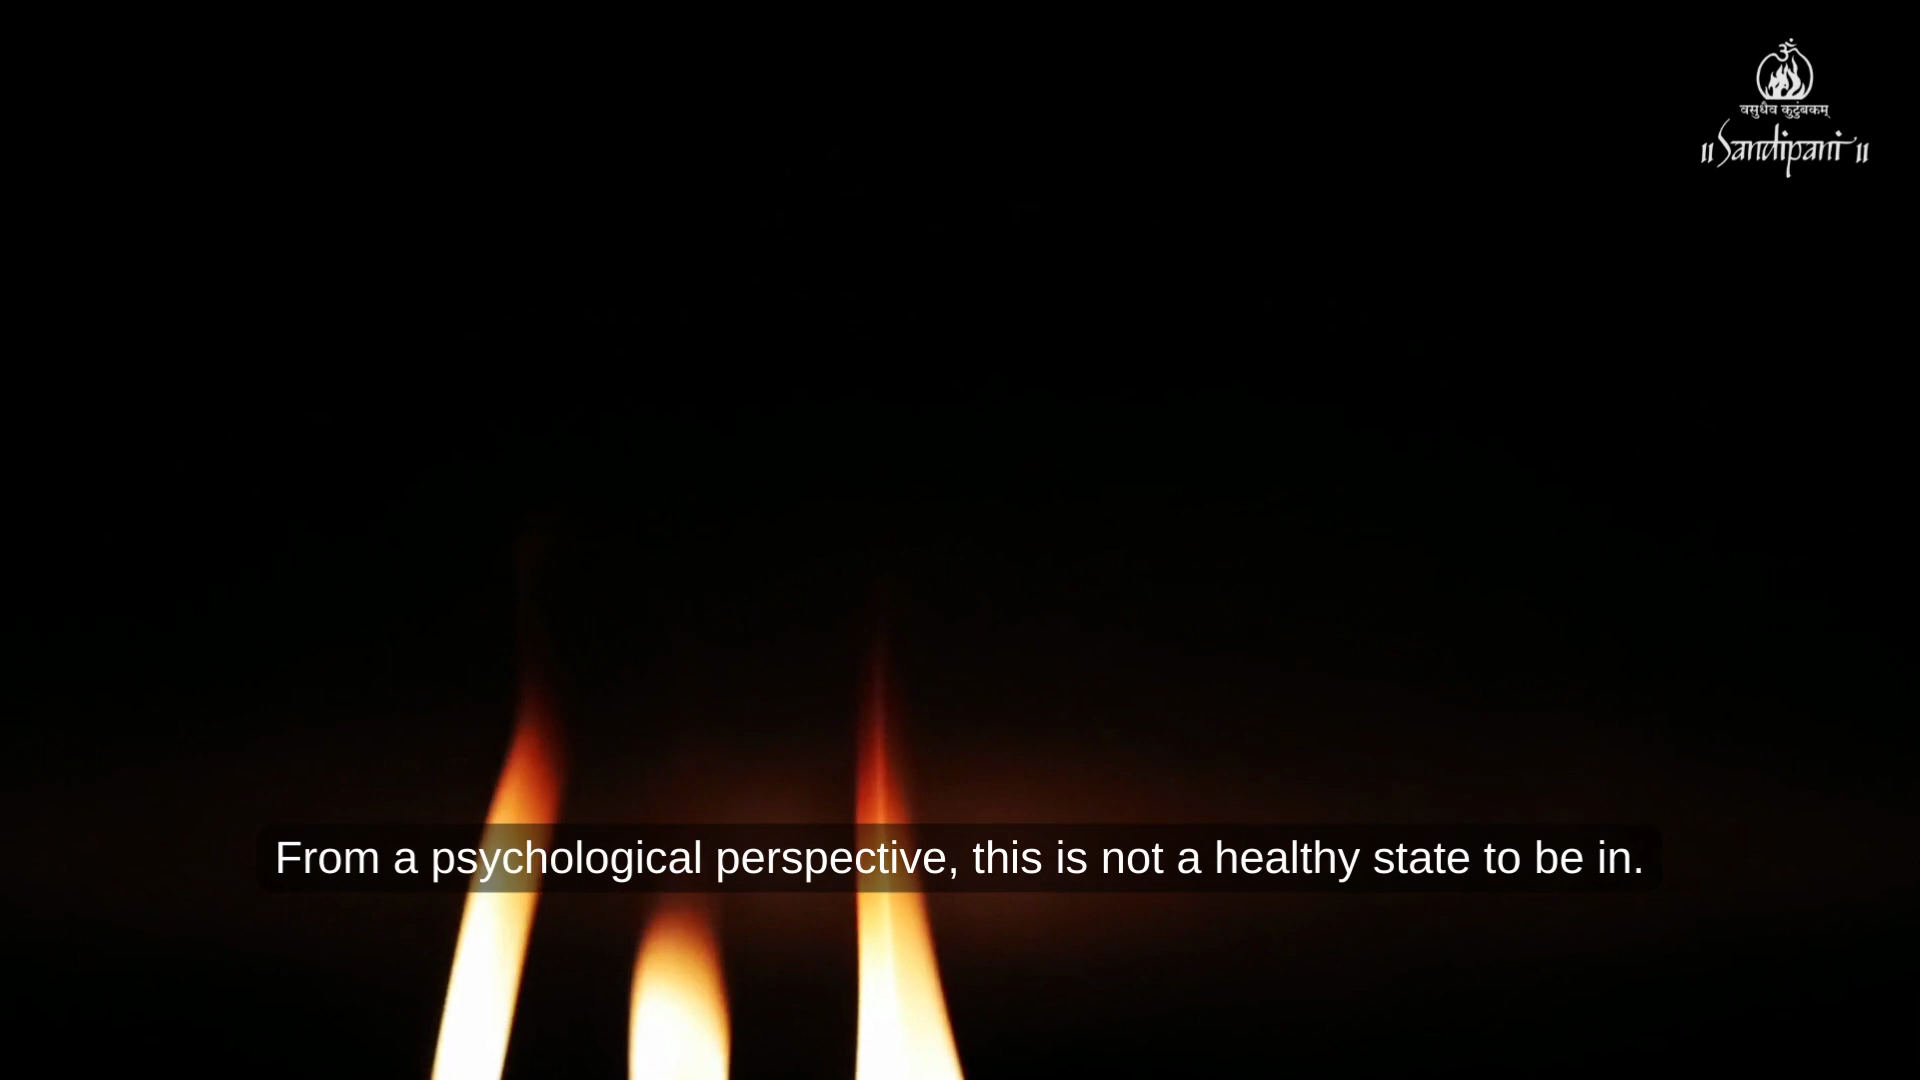 ॐ
वसुधैव कुटुंबकम्
॥ Sandipani ॥
From a psychological perspective, this is not a healthy state to be in.